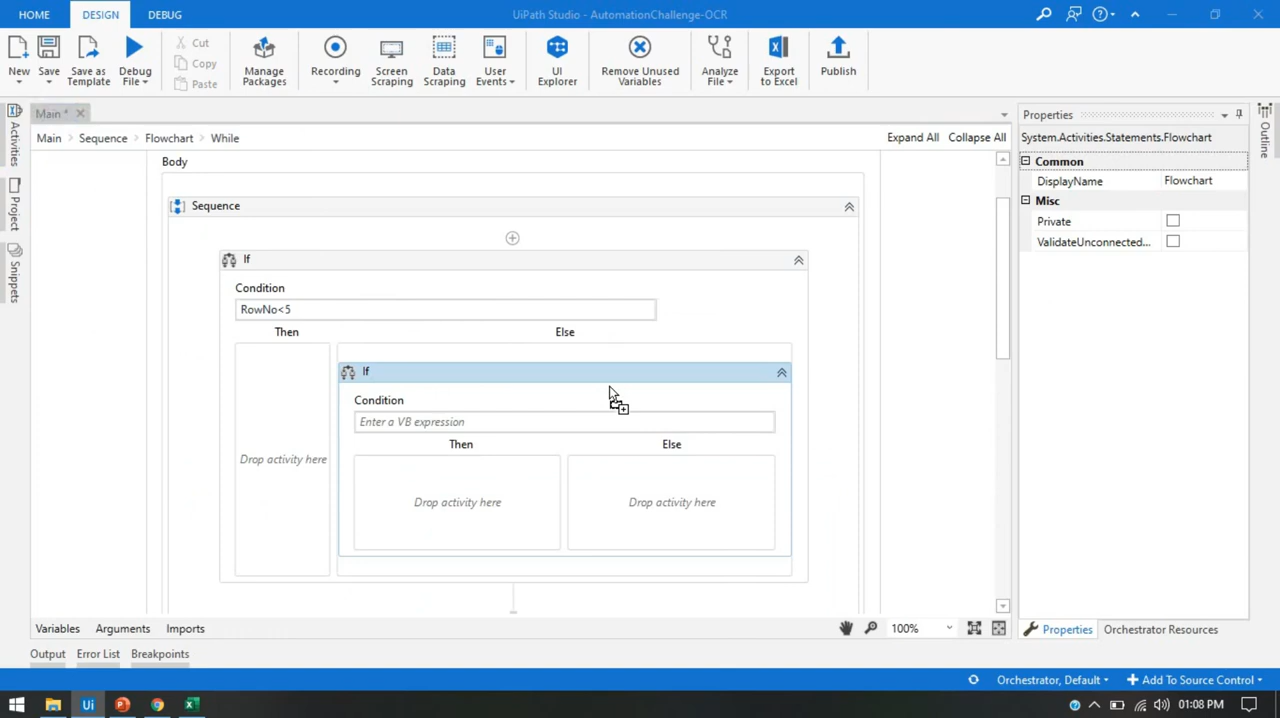 HOME
DESIGN
DEBUG
UiPath Studio - AutomationChallenge-OCR
New
Save
Save as
Template
Debug
File
Cut
Copy
Paste
Manage
Packages
Recording
Screen
Scraping
Data
Scraping
User
Events
UI
Explorer
Remove Unused
Variables
Analyze
File
Export
to Excel
Publish
Main *
Main
Sequence
Flowchart
While
Expand All
Collapse All
Activities
Project
Snippets
Body
Sequence
If
Condition
RowNo<5
Then
Else
Drop activity here
If
Condition
Enter a VB expression
Then
Else
Drop activity here
Drop activity here
Properties
System.Activities.Statements.Flowchart
Common
DisplayName
Flowchart
Misc
Private
ValidateUnconnected...
Outline
Variables
Arguments
Imports
100%
Properties
Orchestrator Resources
Output
Error List
Breakpoints
Orchestrator, Default
Add To Source Control
Ui
01:08 PM